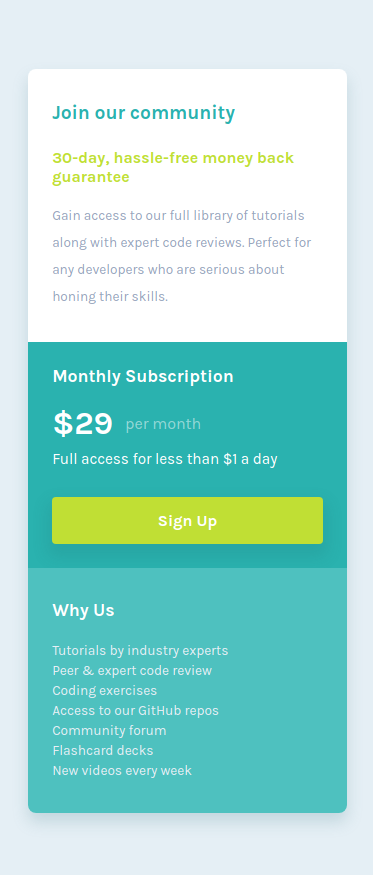 Join our community
30-day, hassle-free money back
guarantee
Gain access to our full library of tutorials
along with expert code reviews. Perfect for
any developers who are serious about
honing their skills.
Monthly Subscription
$29 per month
Full access for less than $1 a day
Sign Up
Why Us
Tutorials by industry experts
Peer & expert code review
Coding exercises
Access to our GitHub repos
Community forum
Flashcard decks
New videos every week